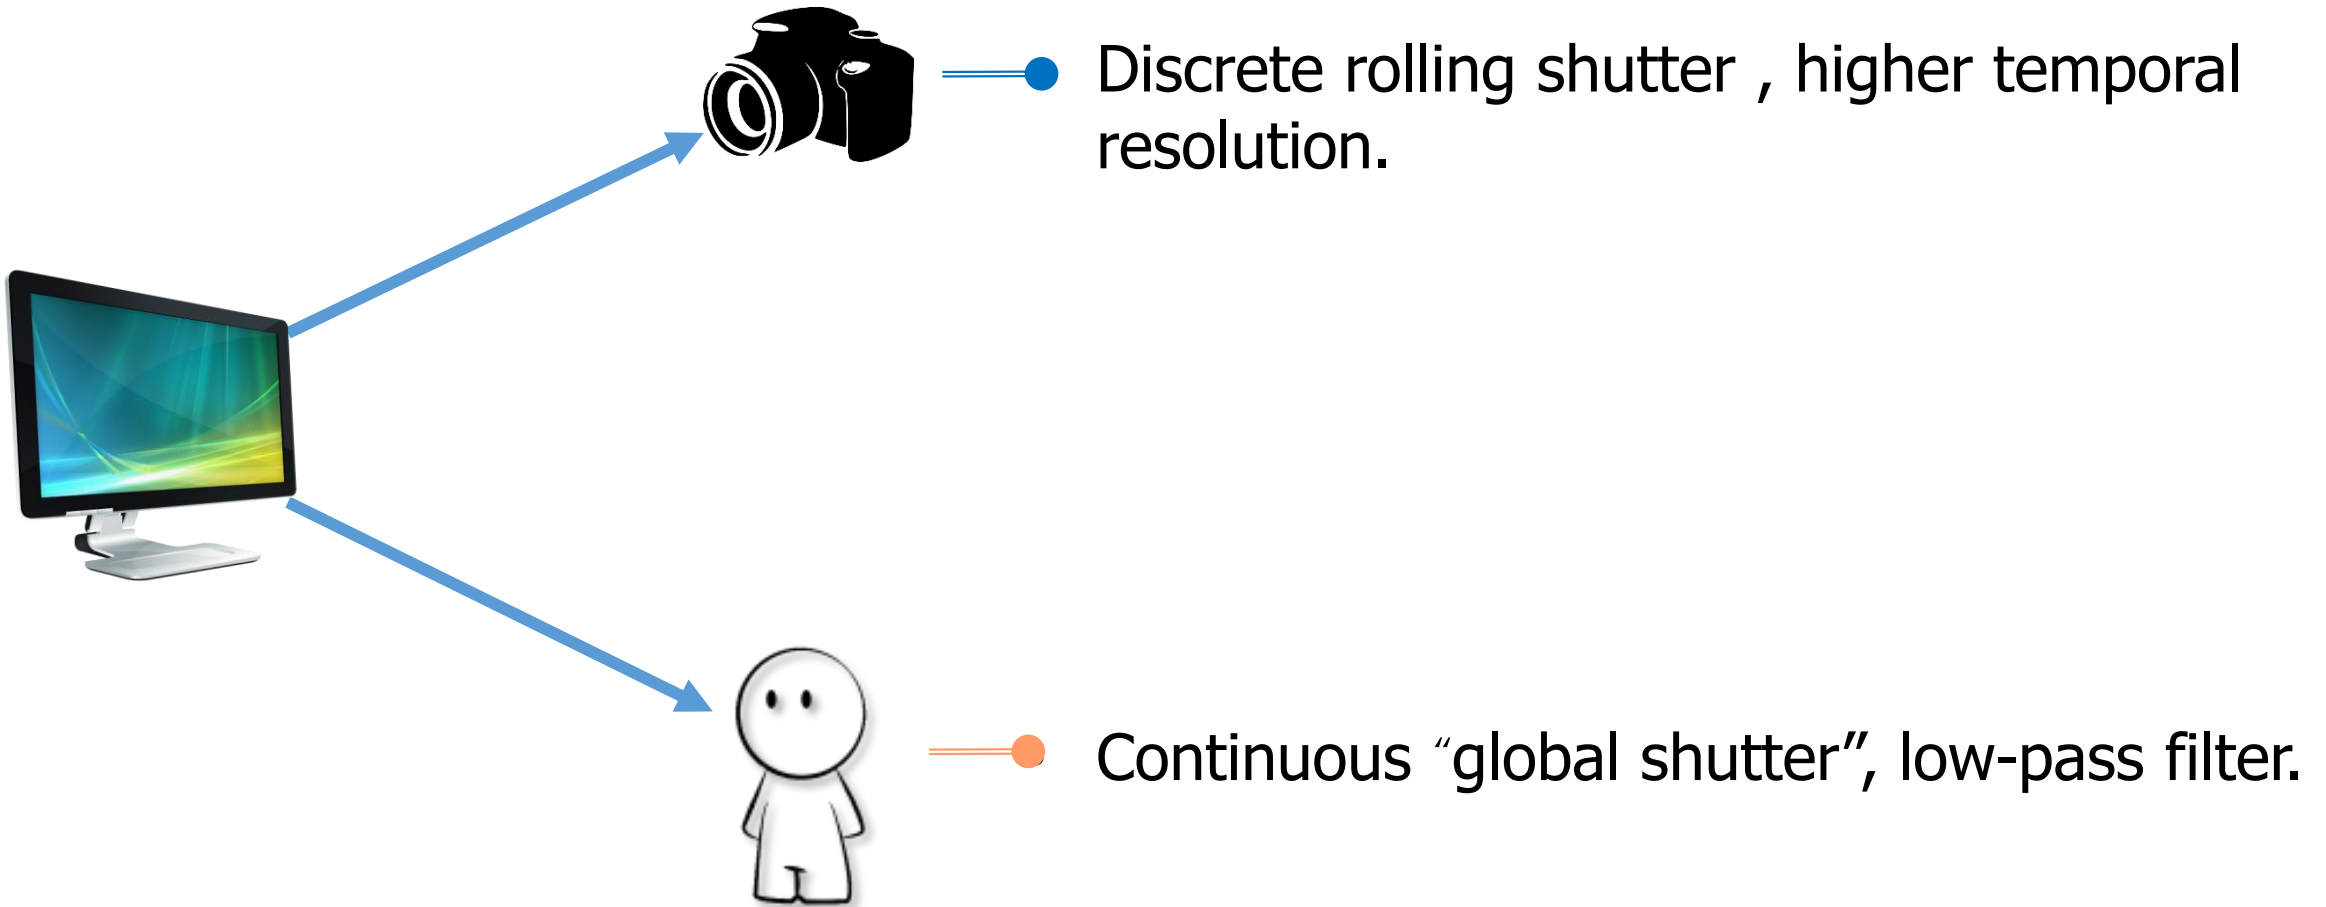 Discrete rolling shutter , higher temporal
resolution.
Continuous “global shutter”, low-pass filter.